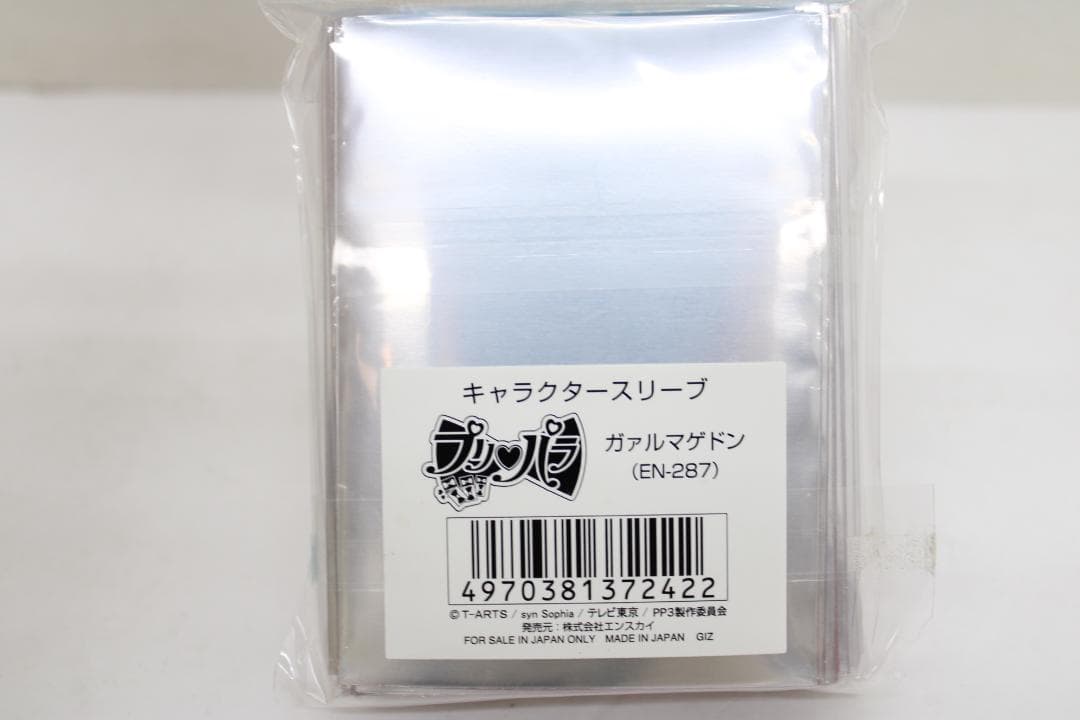 キャラクタースリーブ
プリパラ
ガァルマゲドン
(EN-287)
4970381372422
©T-ARTS / syn Sophia / テレビ東京 / PP3製作委員会
発売元：株式会社エンスカイ
FOR SALE IN JAPAN ONLY MADE IN JAPAN GIZ